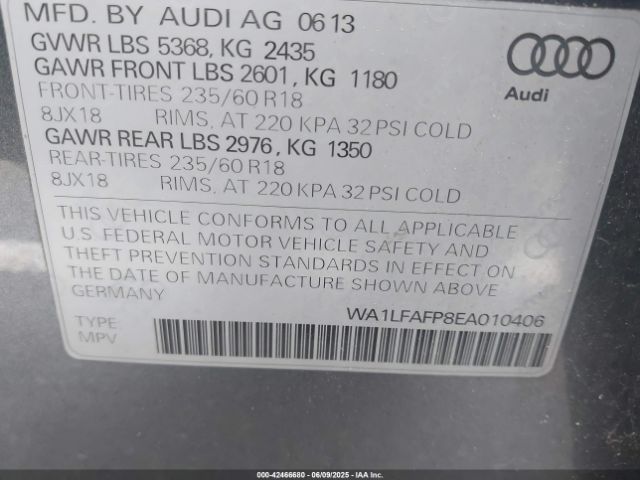 MFD. BY AUDI AG 06 13
GVWR LBS 5368, KG 2435
GAWR FRONT LBS 2601, KG 1180
FRONT-TIRES 235/60 R18
8JX18 RIMS, AT 220 KPA 32 PSI COLD
GAWR REAR LBS 2976, KG 1350
REAR-TIRES 235/60 R18
8JX18 RIMS, AT 220 KPA 32 PSI COLD
Audi
THIS VEHICLE CONFORMS TO ALL APPLICABLE
U.S. FEDERAL MOTOR VEHICLE SAFETY AND
THEFT PREVENTION STANDARDS IN EFFECT ON
THE DATE OF MANUFACTURE SHOWN ABOVE
GERMANY
WA1LFAFP8EA010406
TYPE:
MPV
000-42466680 - 06/09/2025 - IAA Inc.